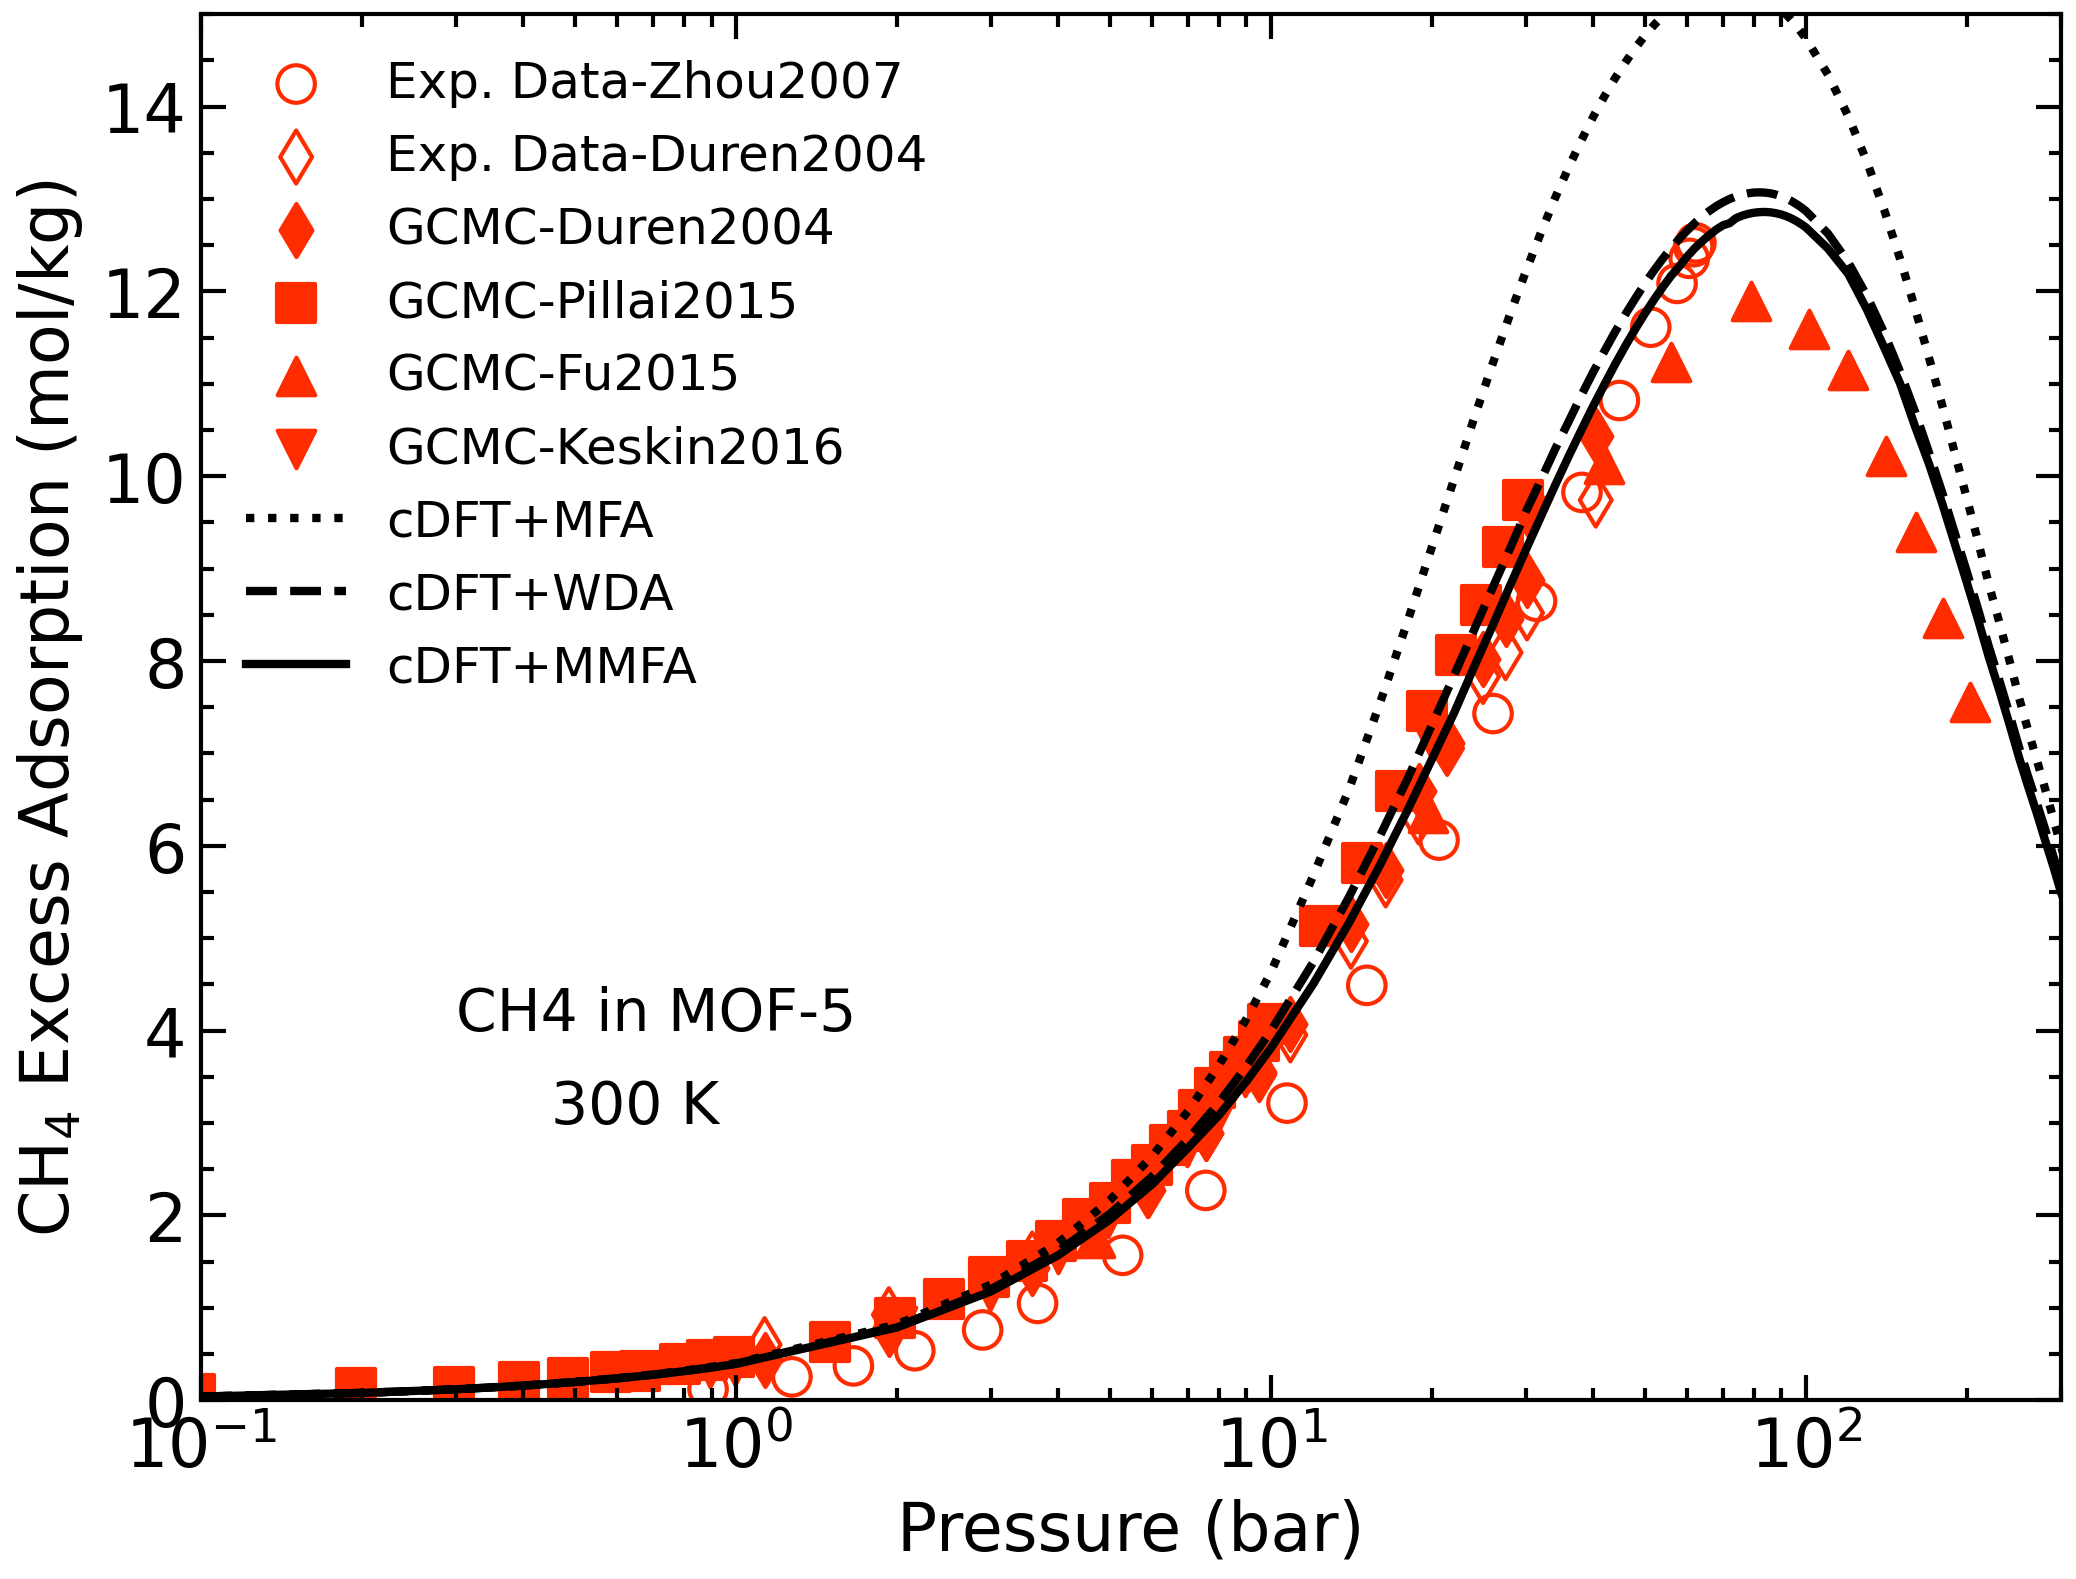 Exp. Data-Zhou2007
Exp. Data-Duren2004
GCMC-Duren2004
GCMC-Pillai2015
GCMC-Fu2015
GCMC-Keskin2016
cDFT+MFA
cDFT+WDA
cDFT+MMFA
CH4 in MOF-5
300 K
CH₄ Excess Adsorption (mol/kg)
14
12
10
8
6
4
2
0
10⁻¹ 10⁰ 10¹ 10²
Pressure (bar)